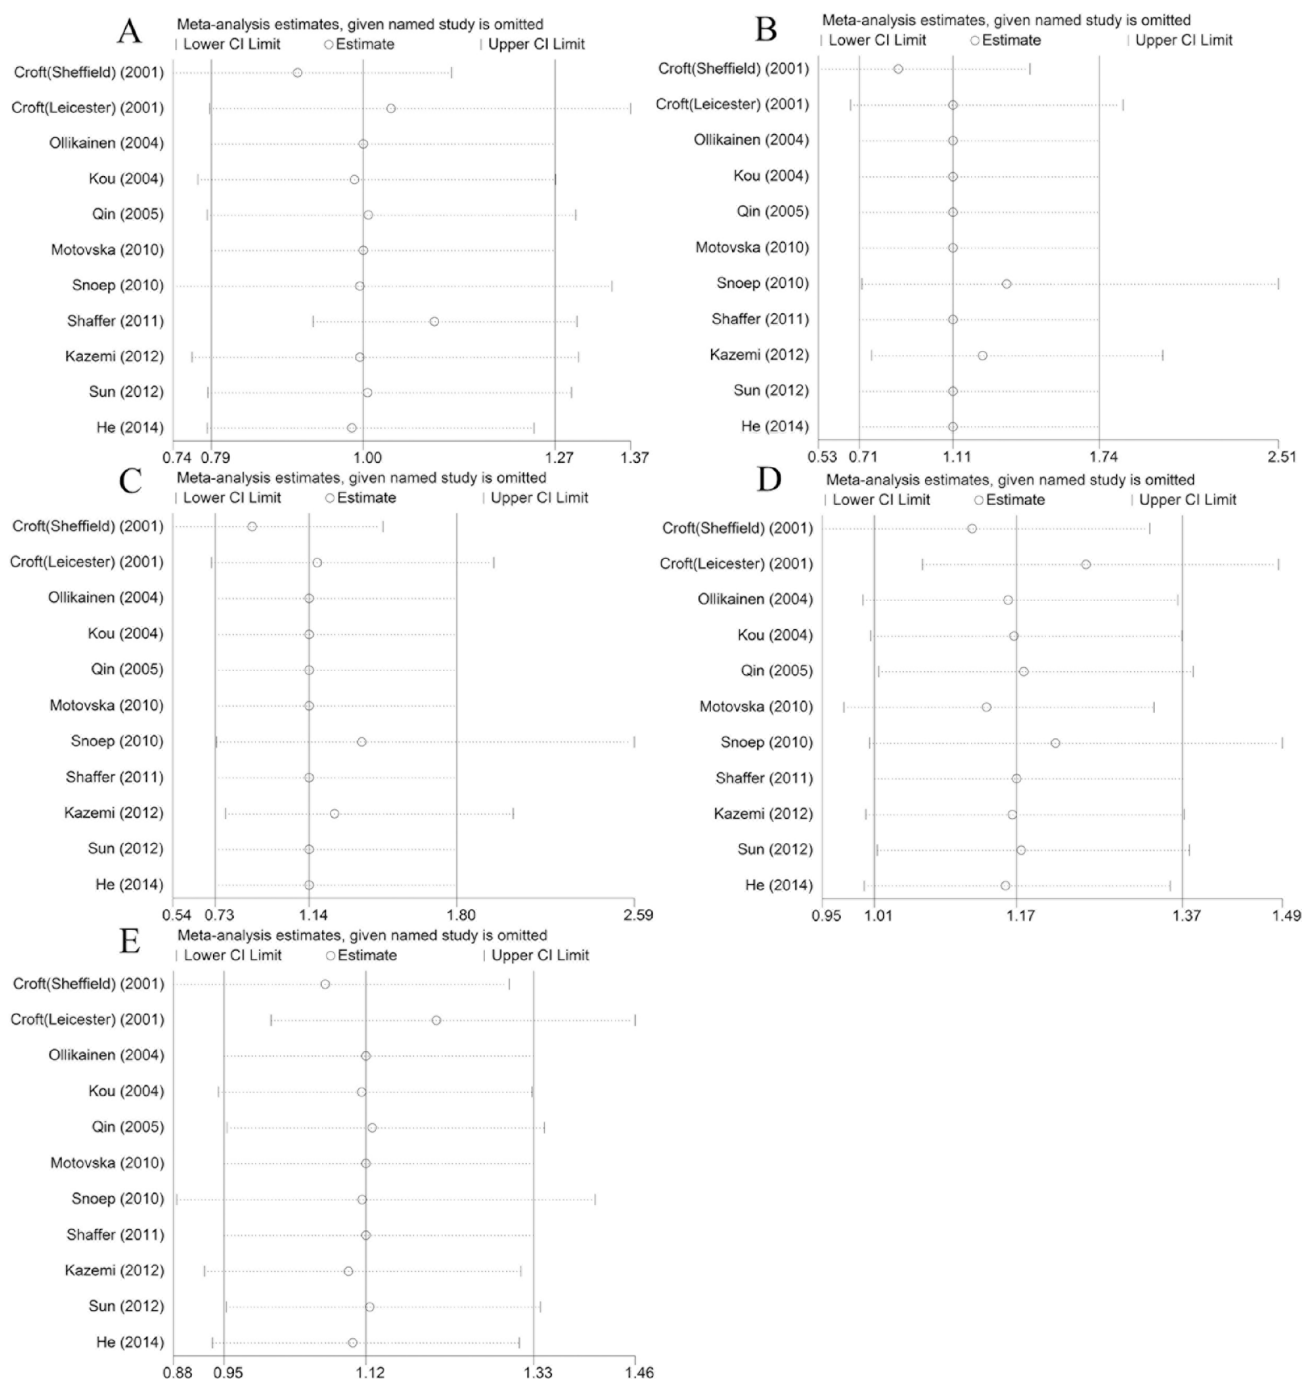 A
Meta-analysis estimates, given named study is omitted
Lower CI Limit Estimate Upper CI Limit
Croft(Sheffield) (2001)
Croft(Leicester) (2001)
Ollikainen (2004)
Kou (2004)
Qin (2005)
Motovska (2010)
Snoep (2010)
Shaffer (2011)
Kazemi (2012)
Sun (2012)
He (2014)
0.74 0.79 1.00 1.27 1.37
B
Meta-analysis estimates, given named study is omitted
Lower CI Limit Estimate Upper CI Limit
Croft(Sheffield) (2001)
Croft(Leicester) (2001)
Ollikainen (2004)
Kou (2004)
Qin (2005)
Motovska (2010)
Snoep (2010)
Shaffer (2011)
Kazemi (2012)
Sun (2012)
He (2014)
0.53 0.71 1.11 1.74 2.51
C
Meta-analysis estimates, given named study is omitted
Lower CI Limit Estimate Upper CI Limit
Croft(Sheffield) (2001)
Croft(Leicester) (2001)
Ollikainen (2004)
Kou (2004)
Qin (2005)
Motovska (2010)
Snoep (2010)
Shaffer (2011)
Kazemi (2012)
Sun (2012)
He (2014)
0.54 0.73 1.14 1.80 2.59
D
Meta-analysis estimates, given named study is omitted
Lower CI Limit Estimate Upper CI Limit
Croft(Sheffield) (2001)
Croft(Leicester) (2001)
Ollikainen (2004)
Kou (2004)
Qin (2005)
Motovska (2010)
Snoep (2010)
Shaffer (2011)
Kazemi (2012)
Sun (2012)
He (2014)
0.95 1.01 1.17 1.37 1.49
E
Meta-analysis estimates, given named study is omitted
Lower CI Limit Estimate Upper CI Limit
Croft(Sheffield) (2001)
Croft(Leicester) (2001)
Ollikainen (2004)
Kou (2004)
Qin (2005)
Motovska (2010)
Snoep (2010)
Shaffer (2011)
Kazemi (2012)
Sun (2012)
He (2014)
0.88 0.95 1.12 1.33 1.46